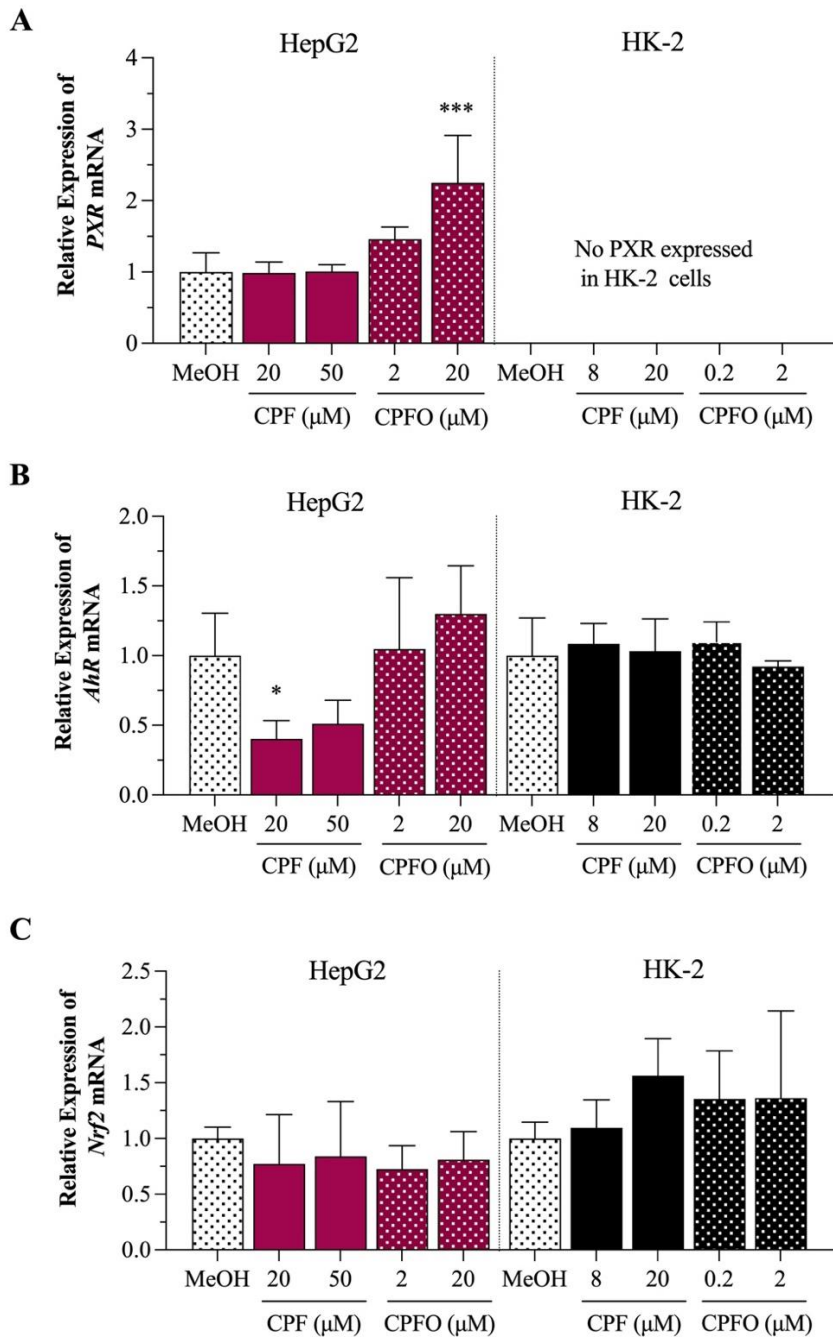 A
HepG2
HK-2
Relative Expression of
PXR mRNA
4
3
2
1
0
***
No PXR expressed
in HK-2 cells
MeOH 20 50 2 20 MeOH 8 20 0.2 2
CPF (μM) CPFO (μM) CPF (μM) CPFO (μM)
B
HepG2
HK-2
Relative Expression of
AhR mRNA
2.0
1.5
1.0
0.5
0.0
*
MeOH 20 50 2 20 MeOH 8 20 0.2 2
CPF (μM) CPFO (μM) CPF (μM) CPFO (μM)
C
HepG2
HK-2
Relative Expression of
Nrf2 mRNA
2.5
2.0
1.5
1.0
0.5
0.0
MeOH 20 50 2 20 MeOH 8 20 0.2 2
CPF (μM) CPFO (μM) CPF (μM) CPFO (μM)